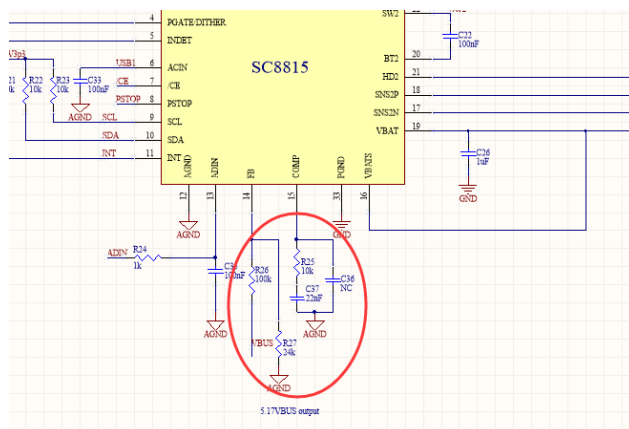 SW2
4
PGATE/DITHER
C22
100nF
5
INDET
V3p3
USB1
6
ACIN
SC8815
BT2
20
R22
10k
R23
10k
C33
100nF
/CE
7
/CE
HD2
21
PSTOP
8
PSTOP
SNS2P
18
AGND
SCL
9
SCL
SNS2N
17
SDA
10
SDA
VBAT
19
INT
11
INT
C26
1uF
AGND
ADIN
FB
COMP
PGND
VBATS
12
13
14
15
33
16
GND
AGND
GND
ADIN
R24
1k
100nF
R26
100k
R25
10k
C36
NC
C37
22nF
AGND
AGND
VBUS
R27
24k
AGND
5.17VBUS output